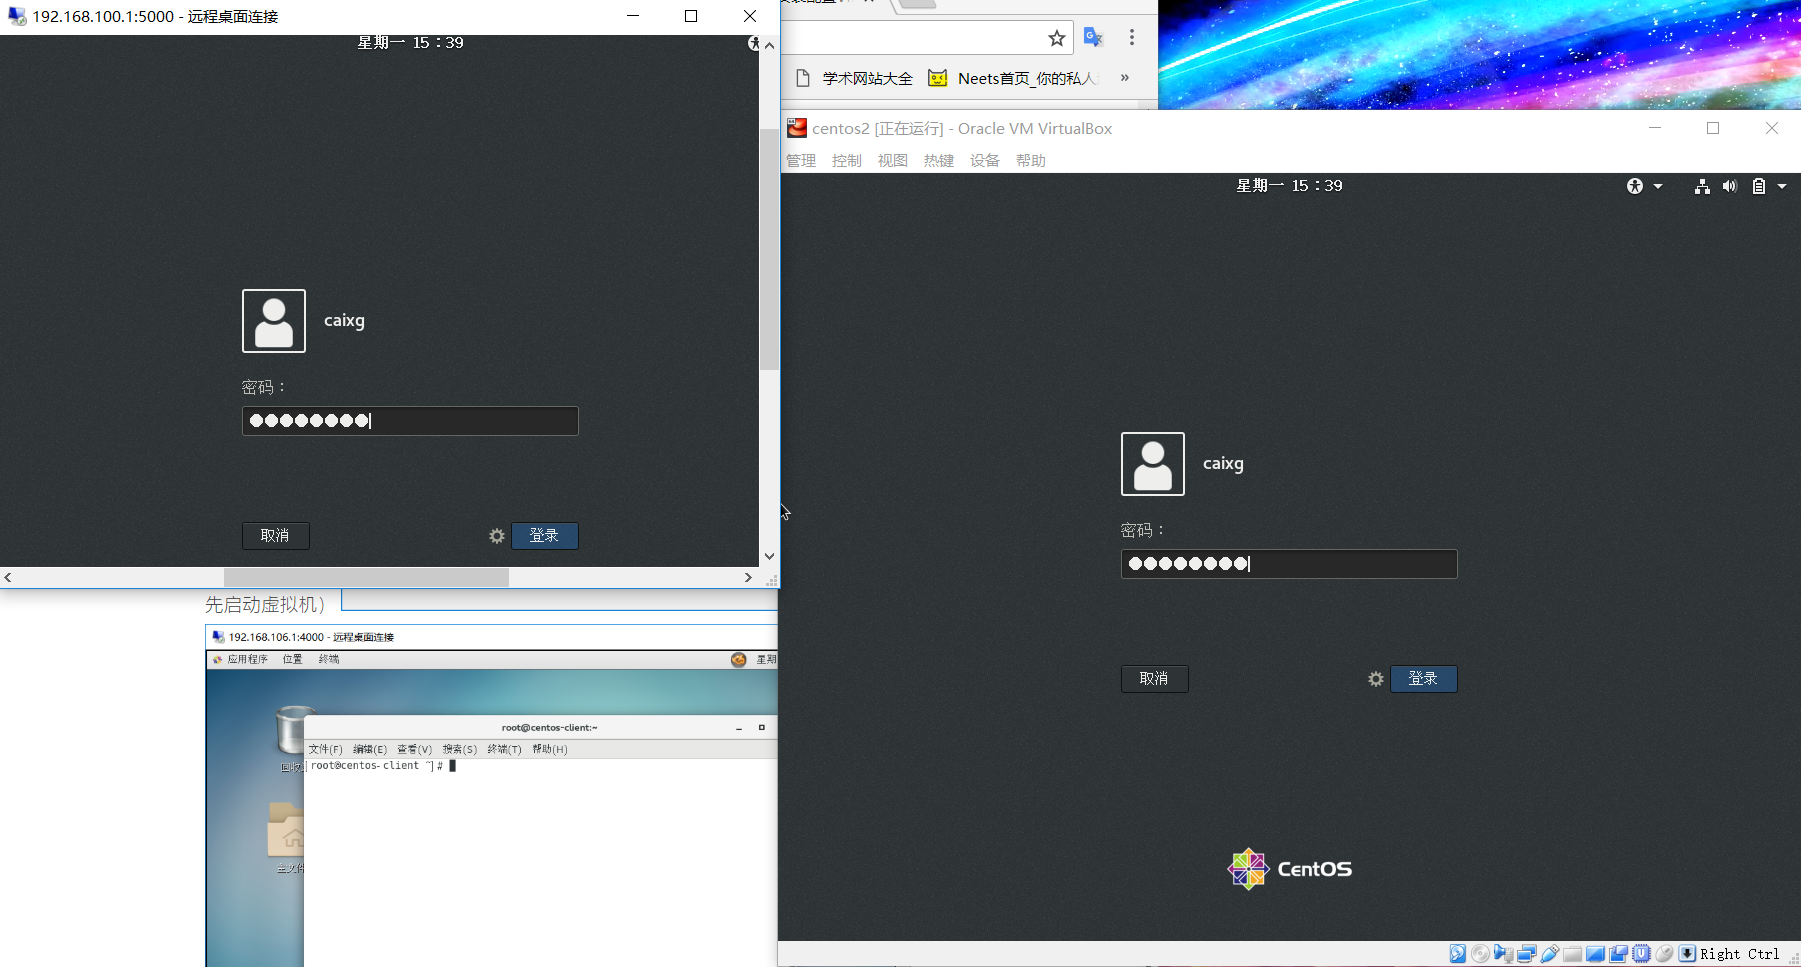 192.168.100.1:5000 - 远程桌面连接
星期一 15：39
caixg
密码：
取消
登录
学术网站大全
Neets首页_你的私人
»
centos2 [正在运行] - Oracle VM VirtualBox
管理 控制 视图 热键 设备 帮助
星期一 15：39
caixg
密码：
取消
登录
CentOS
Right Ctrl
先启动虚拟机）
192.168.106.1:4000 - 远程桌面连接
应用程序 位置 终端
星期
root@centos-client:~
文件(F) 编辑(E) 查看(V) 搜索(S) 终端(T) 帮助(H)
[root@centos-client ~]#
回收
主文件